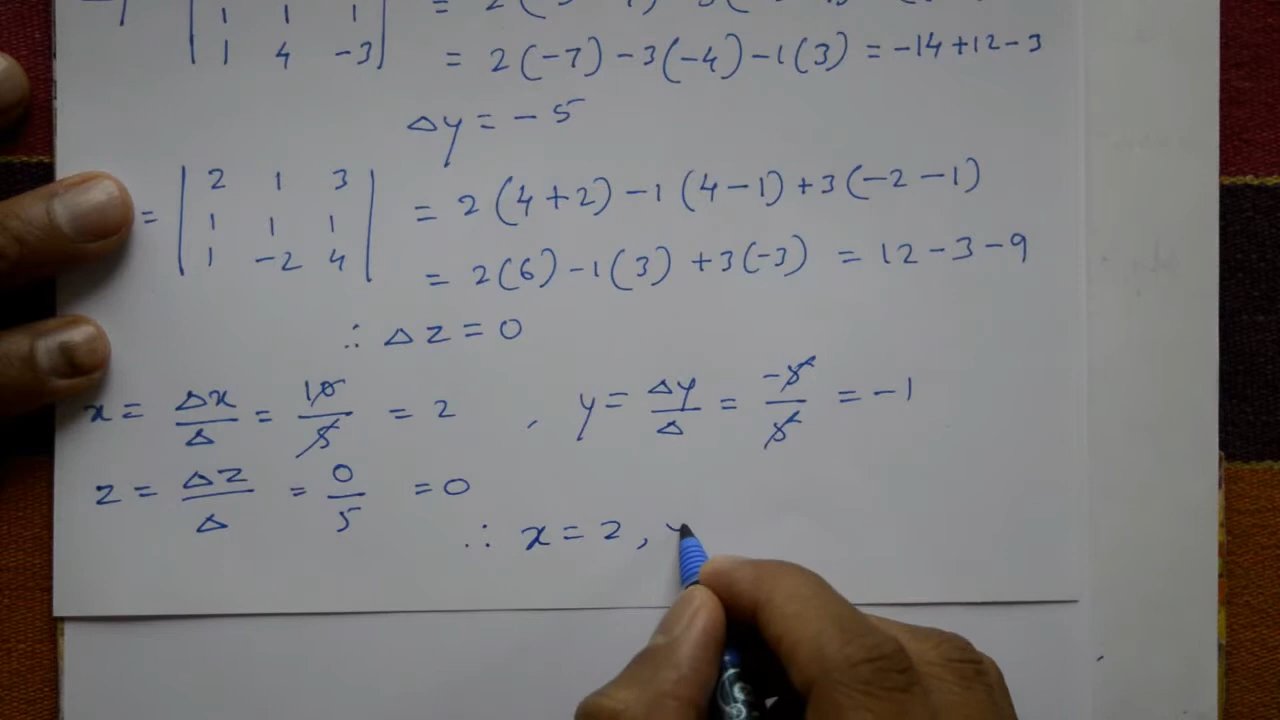 | 1 1 1 | =
| 1 4 -3 | = 2(-7) - 3(-4) - 1(3) = -14 + 12 - 3
Δy = -5
= | 2 1 3 | = 2(4+2) - 1(4-1) + 3(-2-1)
| 1 1 1 |
| 1 -2 4 | = 2(6) - 1(3) + 3(-3) = 12 - 3 - 9
∴ Δz = 0
x = Δx/Δ = 10/5 = 2 , y = Δy/Δ = -5/5 = -1
z = Δz/Δ = 0/5 = 0
∴ x = 2 ,